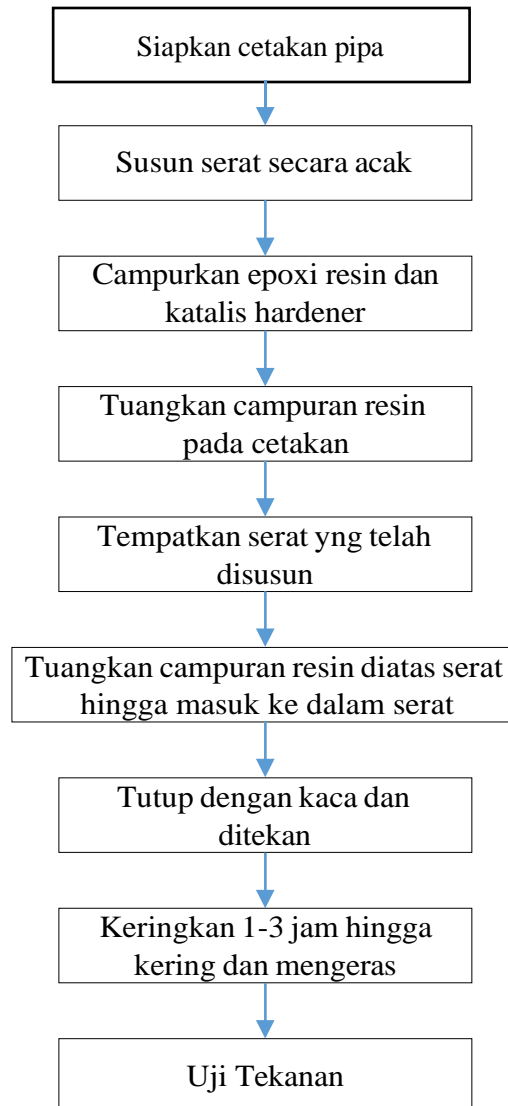 Siapkan cetakan pipa
Susun serat secara acak
Campurkan epoxi resin dan
katalis hardener
Tuangkan campuran resin
pada cetakan
Tempatkan serat yng telah
disusun
Tuangkan campuran resin diatas serat
hingga masuk ke dalam serat
Tutup dengan kaca dan
ditekan
Keringkan 1-3 jam hingga
kering dan mengeras
Uji Tekanan